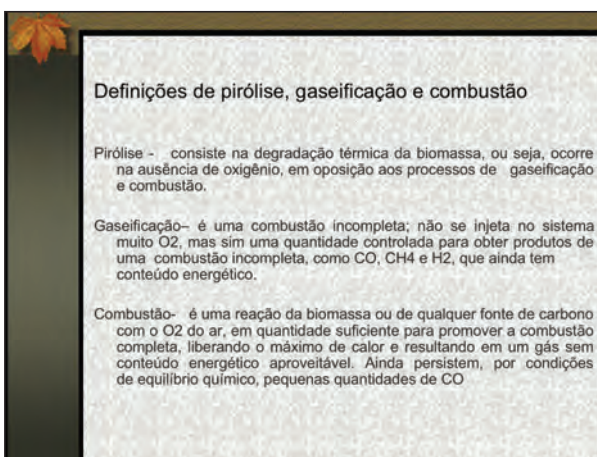 Definições de pirólise, gaseificação e combustão
Pirólise - consiste na degradação térmica da biomassa, ou seja, ocorre
na ausência de oxigênio, em oposição aos processos de gaseificação
e combustão.
Gaseificação– é uma combustão incompleta; não se injeta no sistema
muito O2, mas sim uma quantidade controlada para obter produtos de
uma combustão incompleta, como CO, CH4 e H2, que ainda tem
conteúdo energético.
Combustão- é uma reação da biomassa ou de qualquer fonte de carbono
com o O2 do ar, em quantidade suficiente para promover a combustão
completa, liberando o máximo de calor e resultando em um gás sem
conteúdo energético aproveitável. Ainda persistem, por condições
de equilíbrio químico, pequenas quantidades de CO